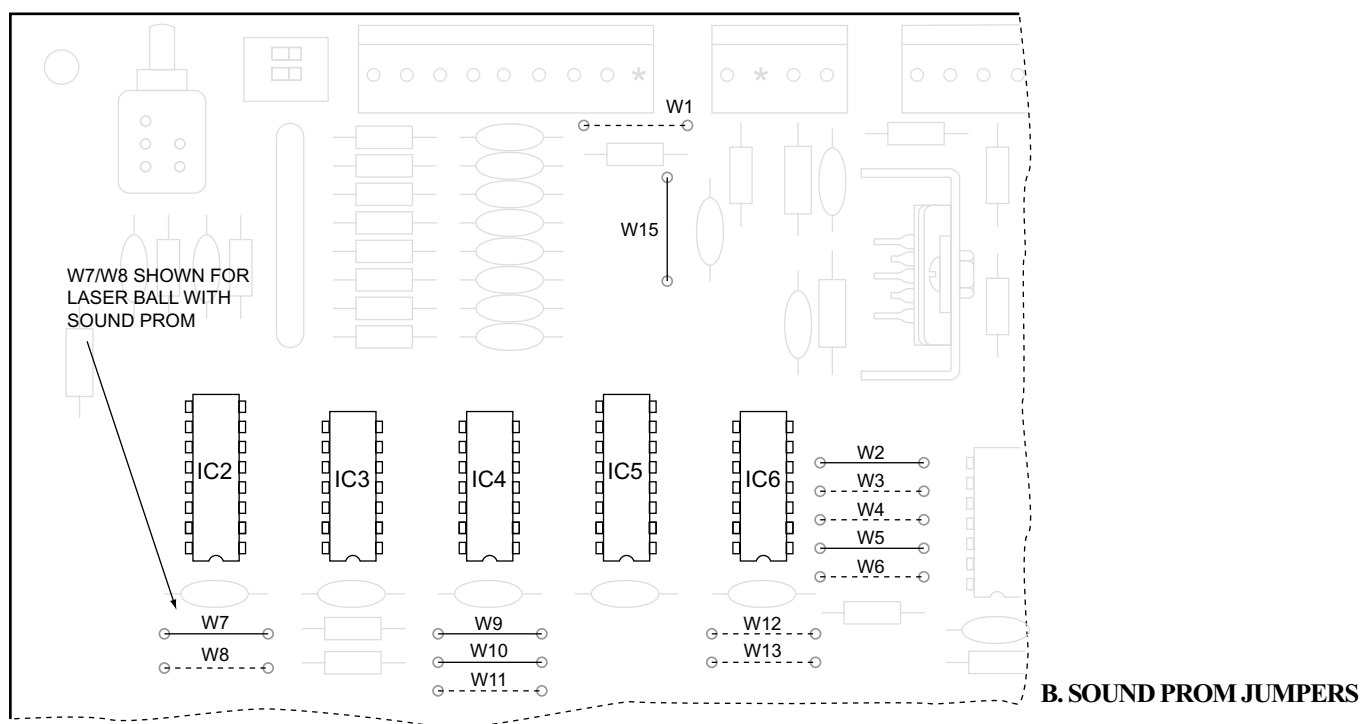 W1
W15
W7/W8 SHOWN FOR
LASER BALL WITH
SOUND PROM
IC2
IC3
IC4
IC5
IC6
W2
W3
W4
W5
W6
W7
W8
W9
W10
W11
W12
W13
B. SOUND PROM JUMPERS